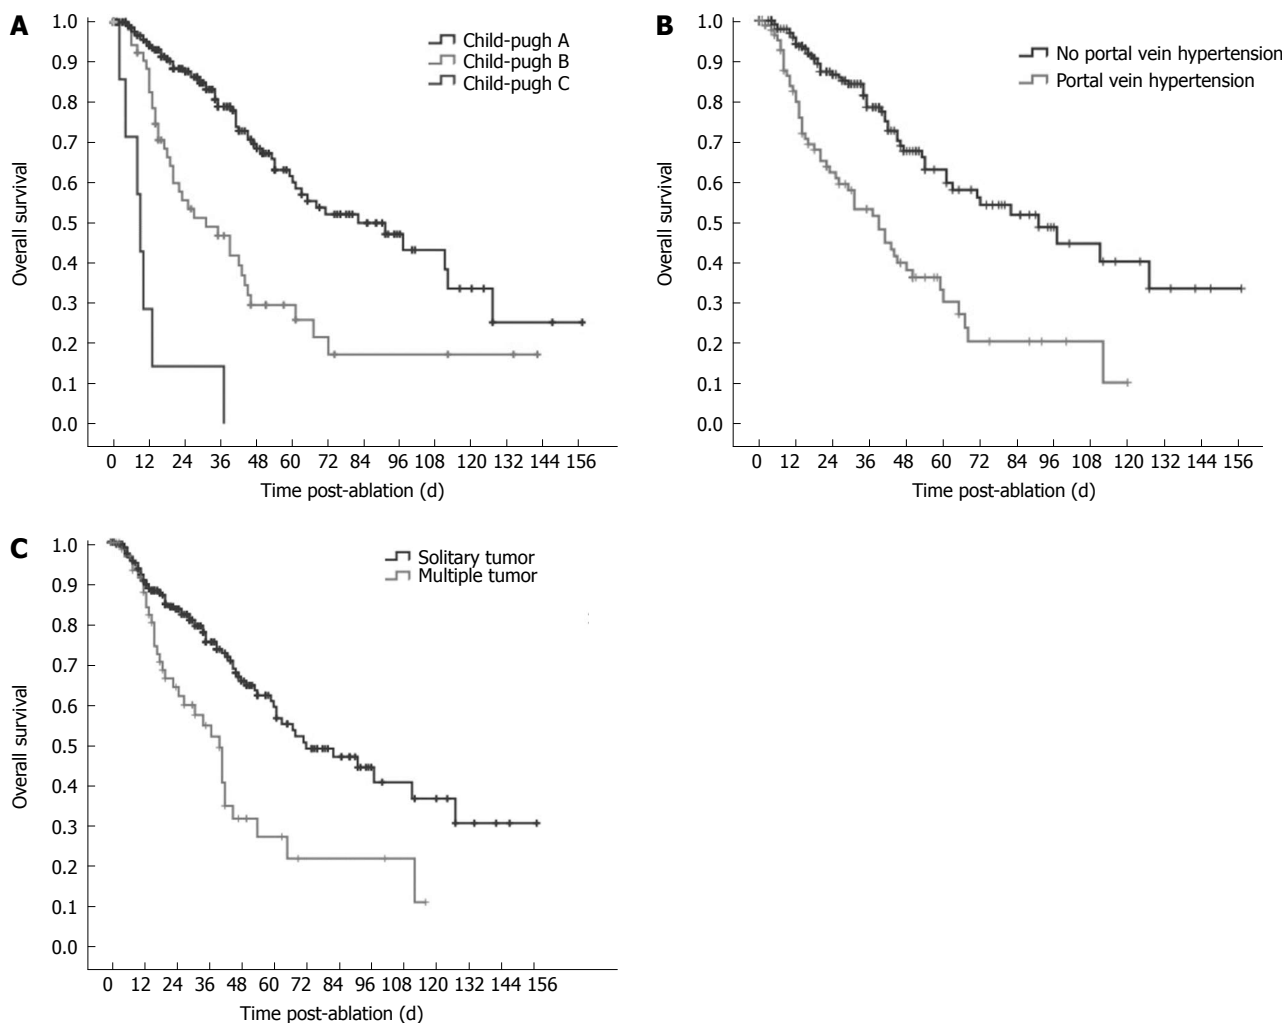 A
1.0
0.9
0.8
0.7
0.6
0.5
0.4
0.3
0.2
0.1
0.0
Overall survival
Child-pugh A
Child-pugh B
Child-pugh C
0 12 24 36 48 60 72 84 96 108 120 132 144 156
Time post-ablation (d)
B
1.0
0.9
0.8
0.7
0.6
0.5
0.4
0.3
0.2
0.1
0.0
Overall survival
No portal vein hypertension
Portal vein hypertension
0 12 24 36 48 60 72 84 96 108 120 132 144 156
Time post-ablation (d)
C
1.0
0.9
0.8
0.7
0.6
0.5
0.4
0.3
0.2
0.1
0.0
Overall survival
Solitary tumor
Multiple tumor
0 12 24 36 48 60 72 84 96 108 120 132 144 156
Time post-ablation (d)